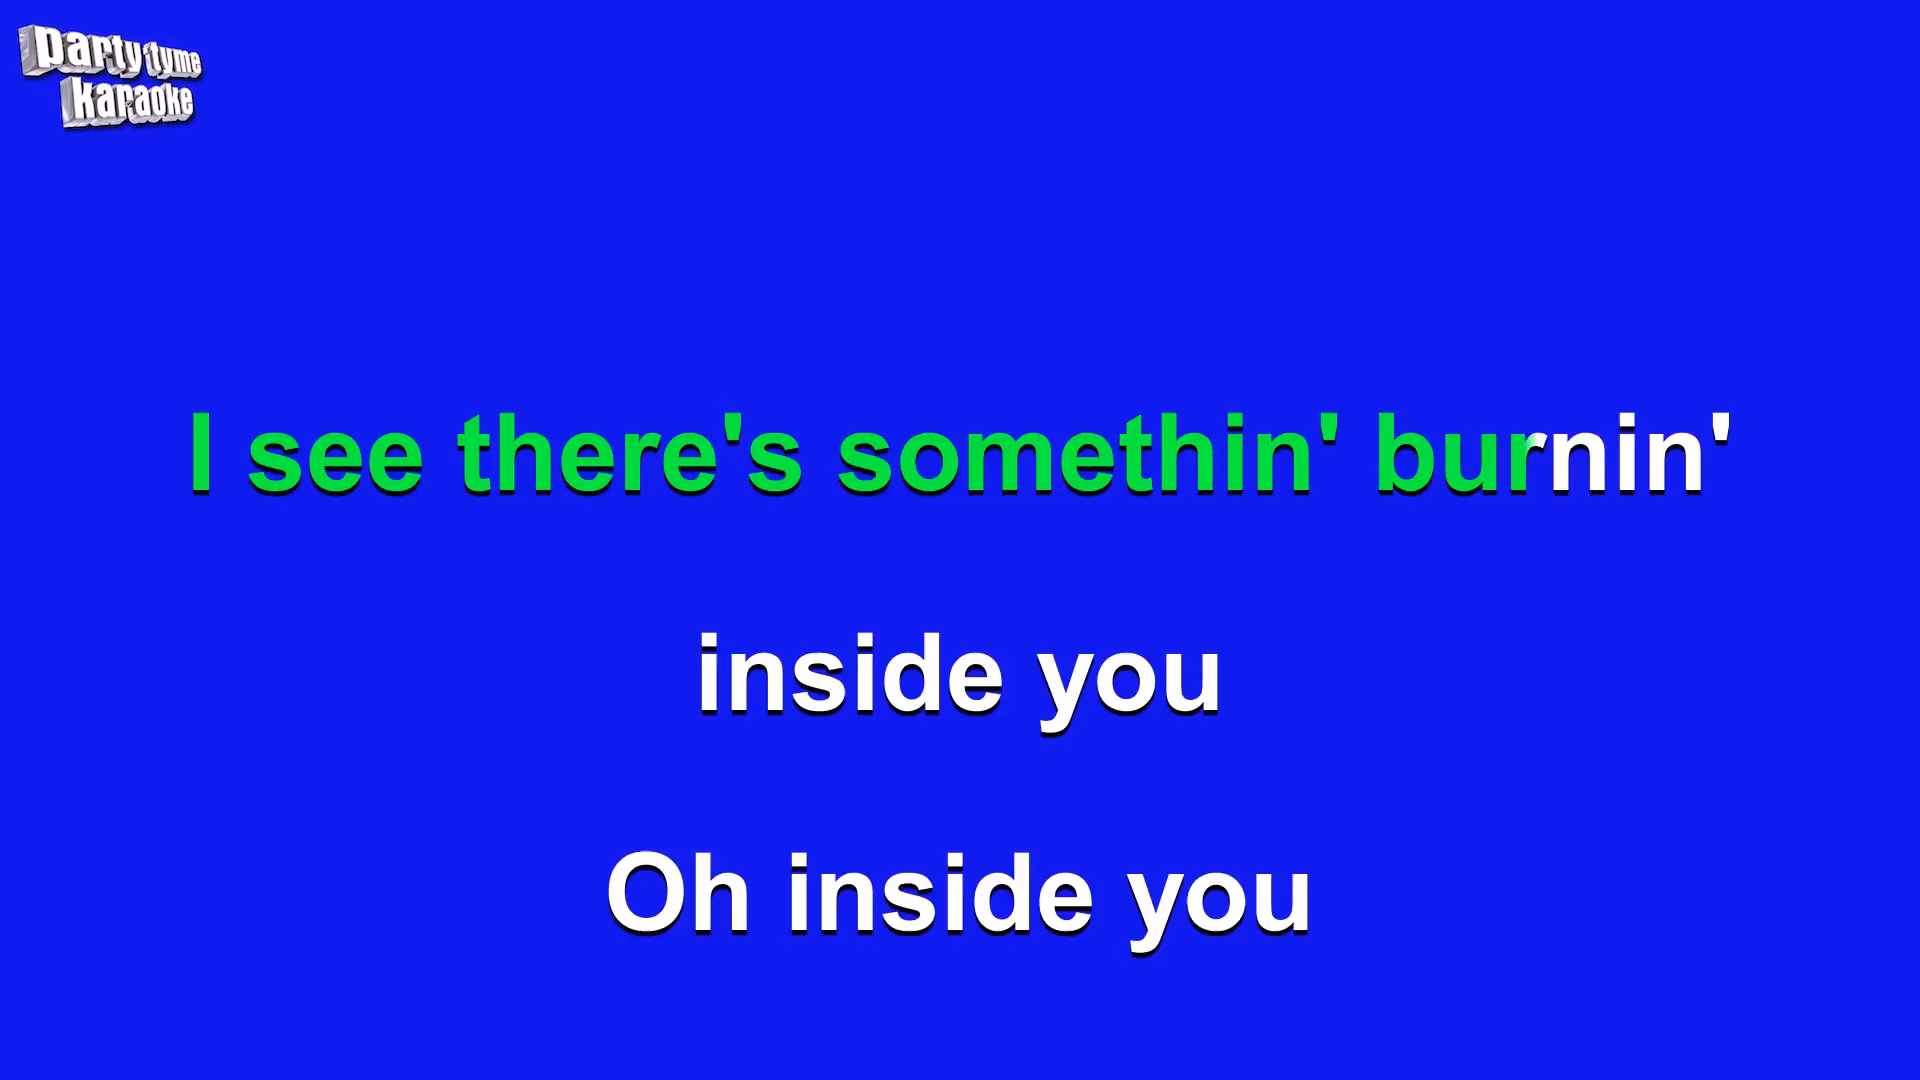 party tyme
karaoke
I see there's somethin' burnin'
inside you
Oh inside you